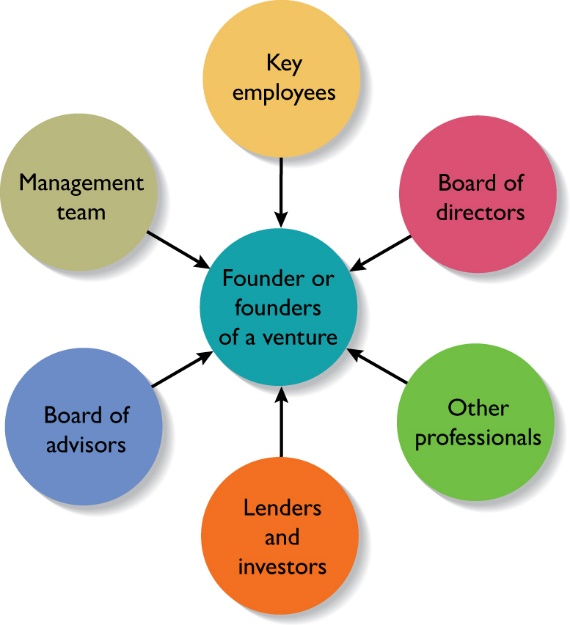 Key
employees
Management
team
Board of
directors
Founder or
founders
of a venture
Board of
advisors
Other
professionals
Lenders
and
investors